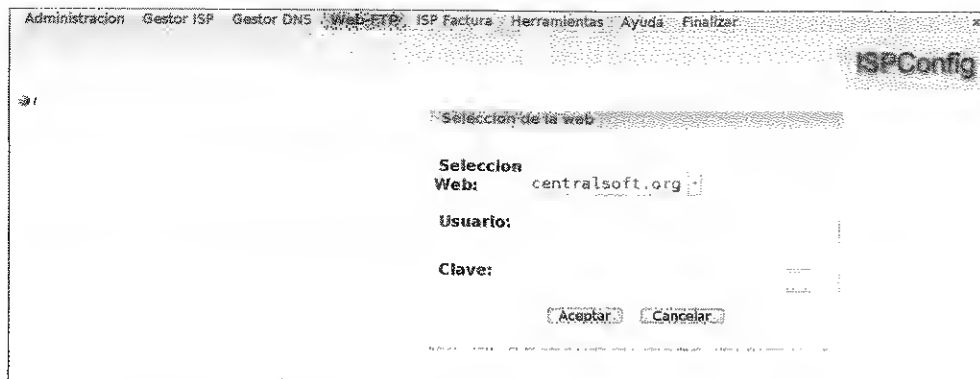 Administracion Gestor ISP Gestor DNS Web-FTP ISP Factura Herramientas Ayuda Finalizar
ISPConfig
/
Seleccion de la web
Seleccion
Web: centralsoft.org
Usuario:
Clave:
Aceptar Cancelar